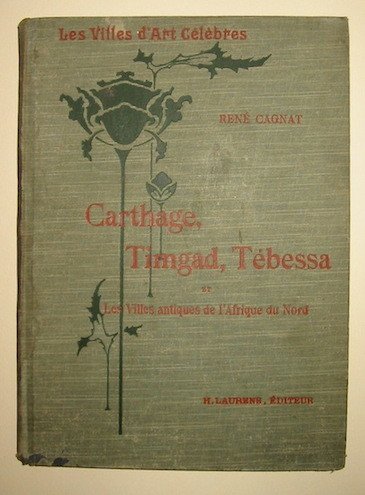 Les Villes d'Art Célèbres
RENÉ CAGNAT
Carthage,
Timgad, Tébessa
ET
Les Villes antiques de l'Afrique du Nord
H. LAURENS, ÉDITEUR